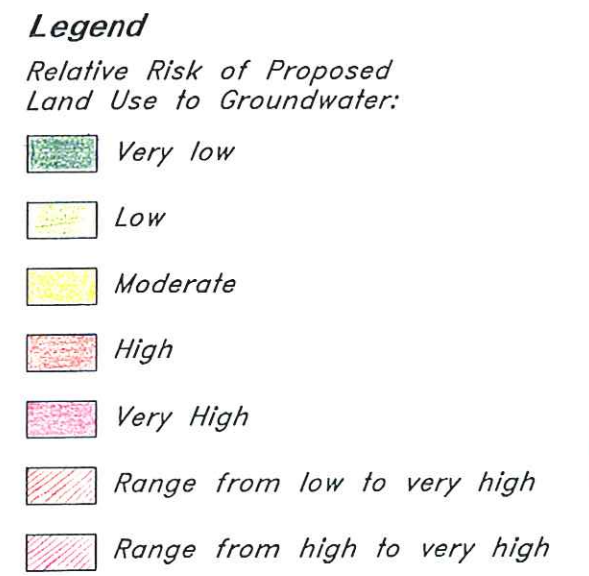 Legend
Relative Risk of Proposed
Land Use to Groundwater:
Very low
Low
Moderate
High
Very High
Range from low to very high
Range from high to very high